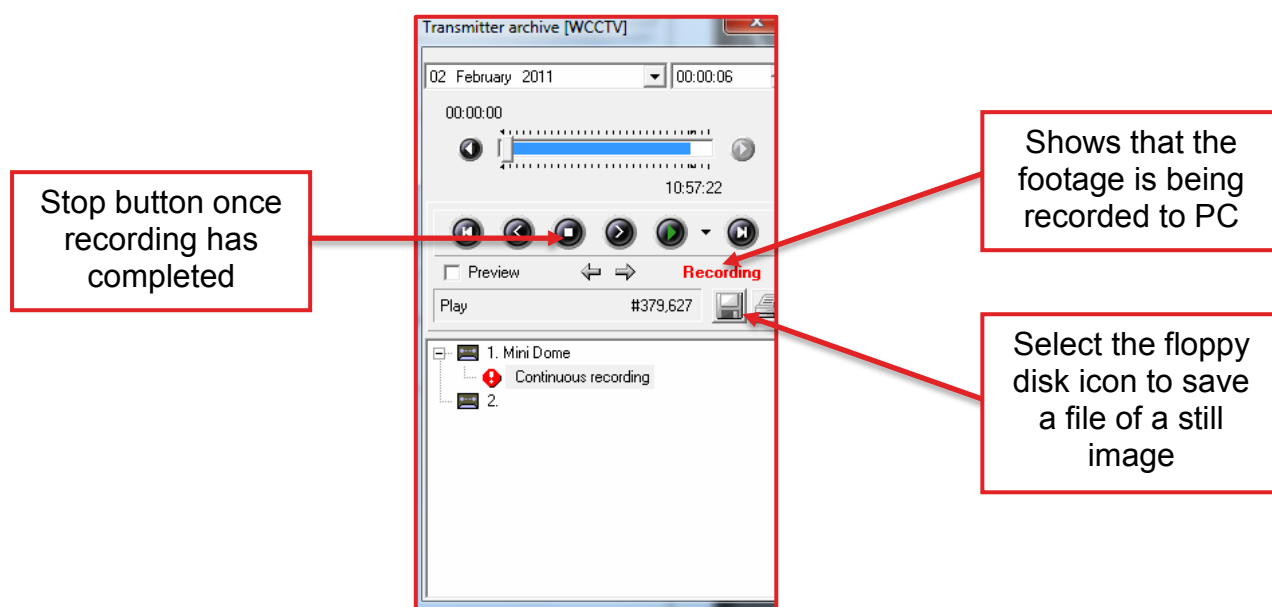 Transmitter archive [WCCTV]
02 February 2011 00:00:06
00:00:00
10:57:22
Preview Recording
Play #379,627
1. Mini Dome
Continuous recording
2.
Stop button once
recording has
completed
Shows that the
footage is being
recorded to PC
Select the floppy
disk icon to save
a file of a still
image